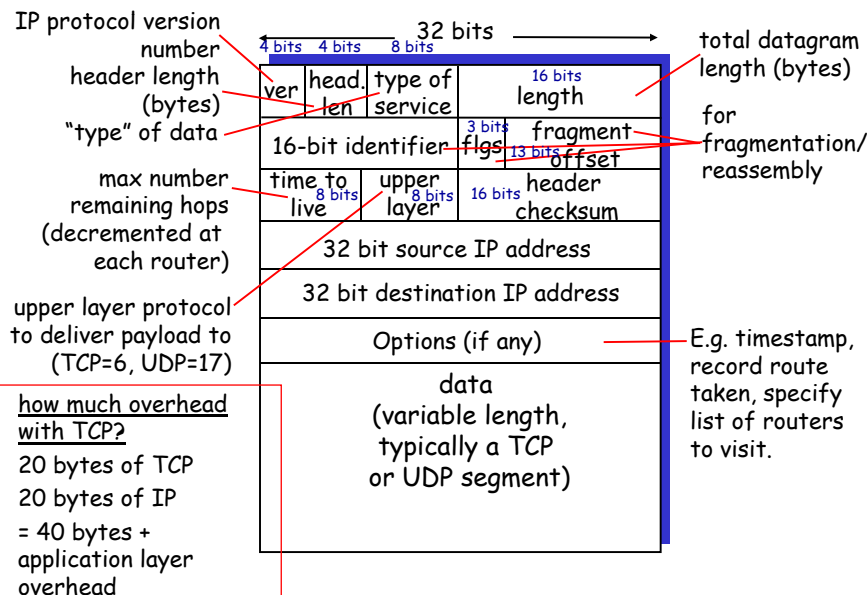 IP protocol version
number
header length
(bytes)
“type” of data
max number
remaining hops
(decremented at
each router)
upper layer protocol
to deliver payload to
(TCP=6, UDP=17)
how much overhead
with TCP?
20 bytes of TCP
20 bytes of IP
= 40 bytes +
application layer
overhead
32 bits
4 bits 4 bits 8 bits
ver
head.
len
type of
service
16 bits
length
16-bit identifier
3 bits
flgs
fragment
13 bits
offset
time to
live
8 bits
upper
layer
8 bits
16 bits
header
checksum
32 bit source IP address
32 bit destination IP address
Options (if any)
data
(variable length,
typically a TCP
or UDP segment)
total datagram
length (bytes)
for
fragmentation/
reassembly
E.g. timestamp,
record route
taken, specify
list of routers
to visit.